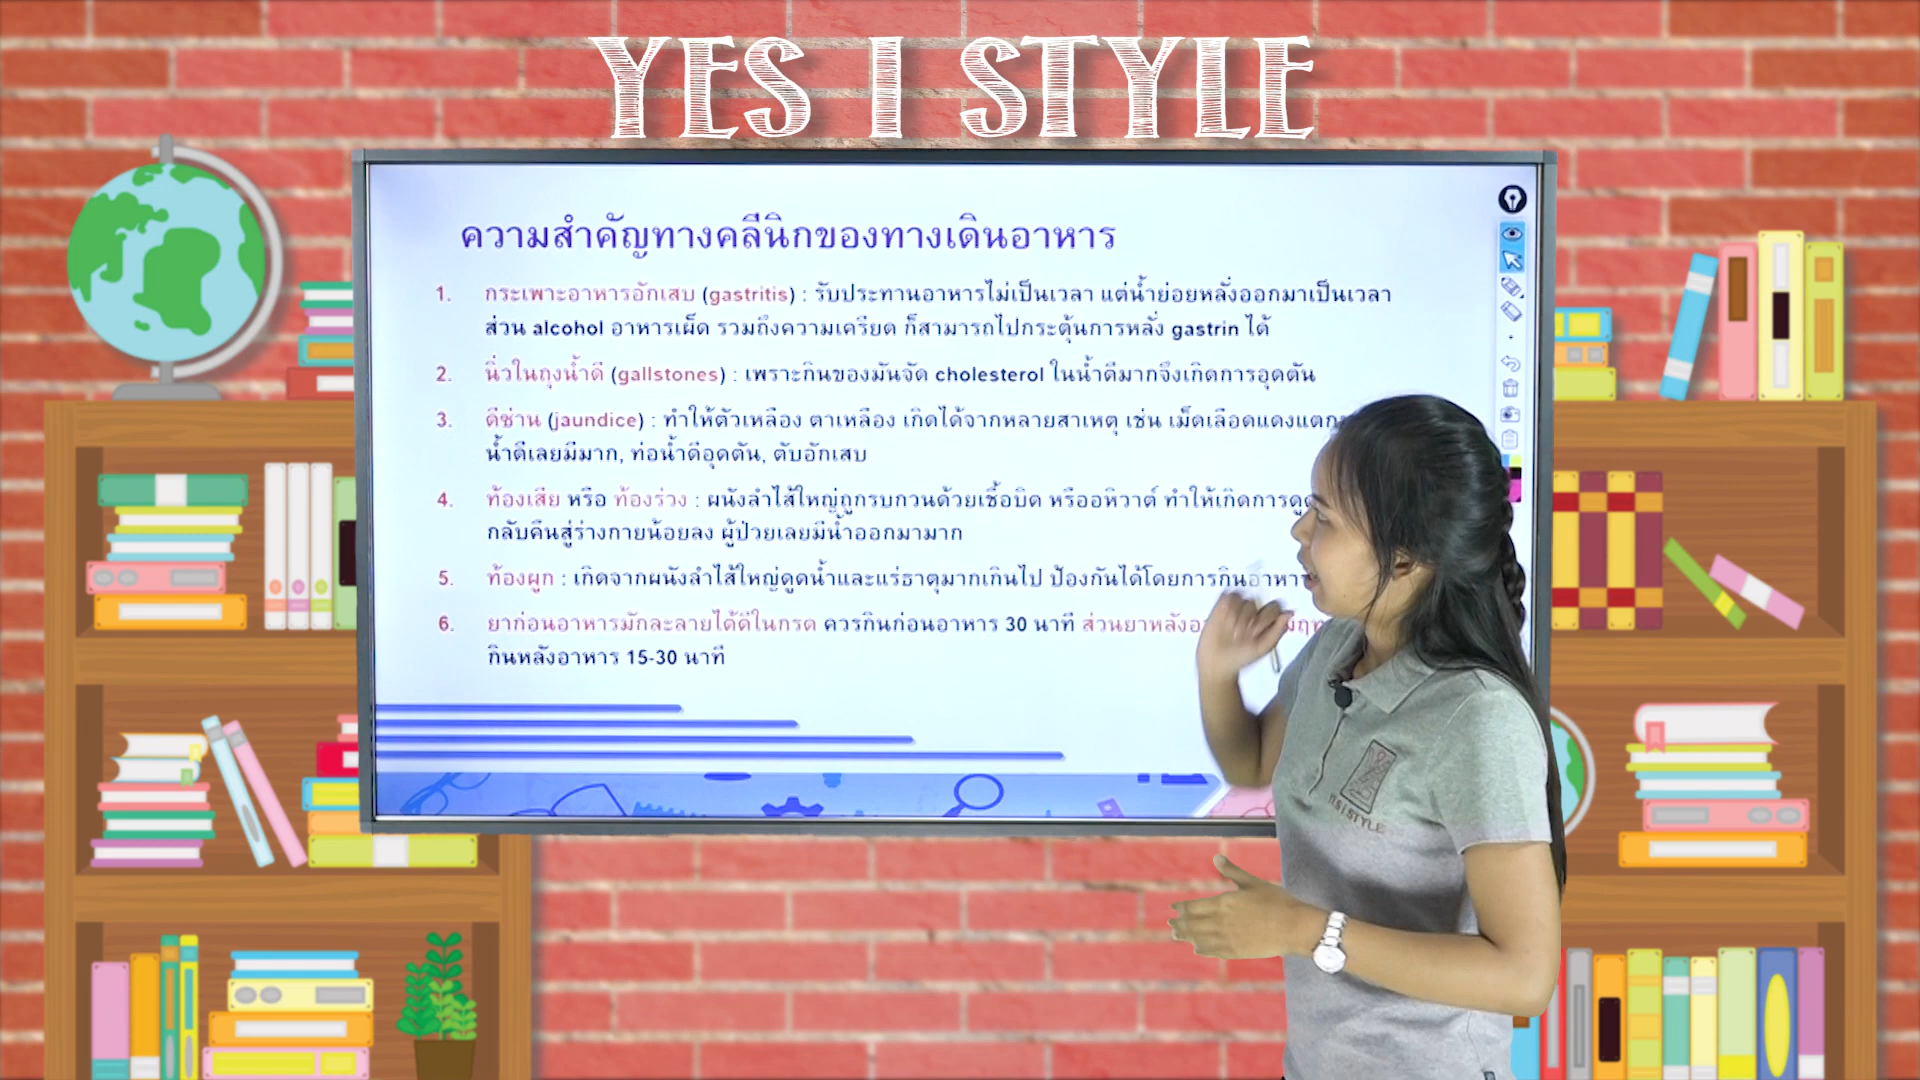 YES I STYLE
ความสำคัญทางคลีนิกของทางเดินอาหาร
1. กระเพาะอาหารอักเสบ (gastritis) : รับประทานอาหารไม่เป็นเวลา แต่น้ำย่อยหลั่งออกมาเป็นเวลา
ส่วน alcohol อาหารเผ็ด รวมถึงความเครียด ก็สามารถไปกระตุ้นการหลั่ง gastrin ได้
2. นิ่วในถุงน้ำดี (gallstones) : เพราะกินของมันจัด cholesterol ในน้ำดีมากจึงเกิดการอุดตัน
3. ดีซ่าน (jaundice) : ทำให้ตัวเหลือง ตาเหลือง เกิดได้จากหลายสาเหตุ เช่น เม็ดเลือดแดงแตก
น้ำดีเลยมีมาก, ท่อน้ำดีอุดตัน, ตับอักเสบ
4. ท้องเสีย หรือ ท้องร่วง : ผนังลำไส้ใหญ่ถูกรบกวนด้วยเชื้อบิด หรืออหิวาต์ ทำให้เกิดการดูด
กลับคืนสู่ร่างกายน้อยลง ผู้ป่วยเลยมีน้ำออกมามาก
5. ท้องผูก : เกิดจากผนังลำไส้ใหญ่ดูดน้ำและแร่ธาตุมากเกินไป ป้องกันได้โดยการกินอาหาร
6. ยาก่อนอาหารมักละลายได้ดีในกรด ควรกินก่อนอาหาร 30 นาที ส่วนยาหลัง
กินหลังอาหาร 15-30 นาที
YES I STYLE